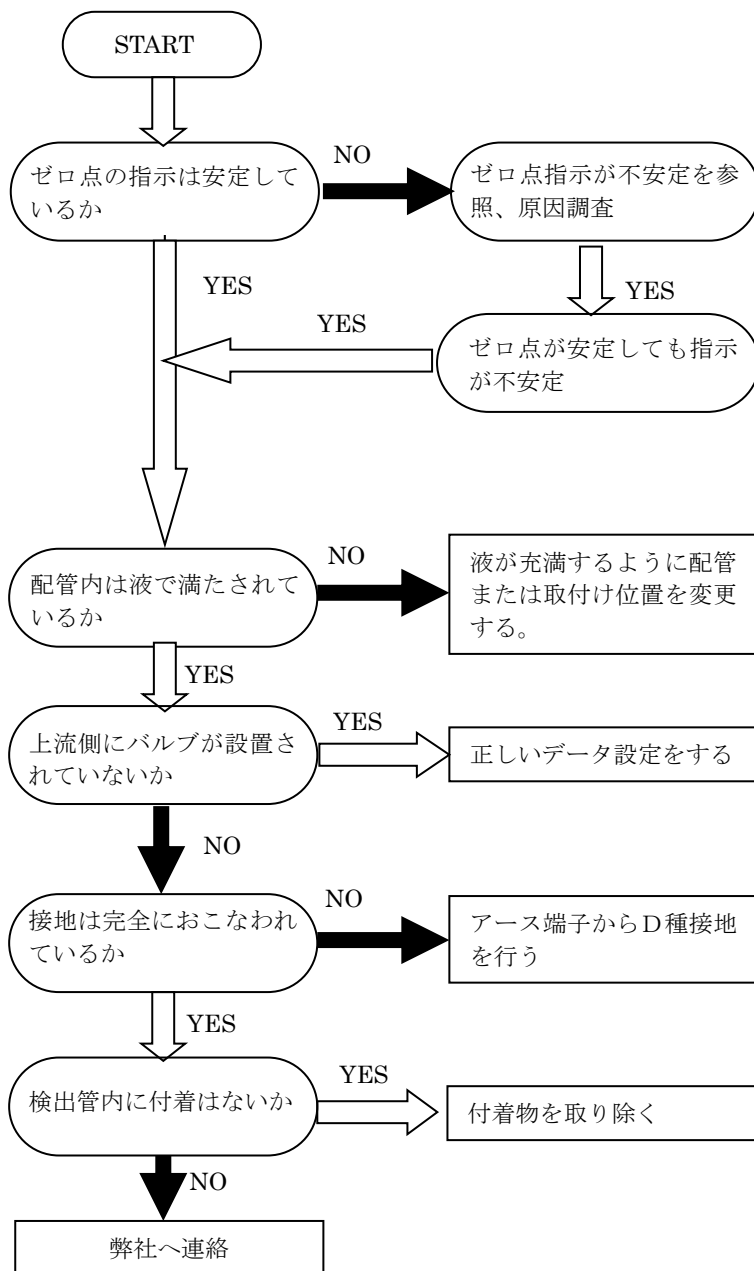 START
ゼロ点の指示は安定して
いるか
NO
ゼロ点指示が不安定を参
照、原因調査
YES
YES
YES
ゼロ点が安定しても指示
が不安定
配管内は液で満たされて
いるか
NO
液が充満するように配管
または取付け位置を変更
する。
YES
上流側にバルブが設置さ
れていないか
YES
正しいデータ設定をする
NO
接地は完全におこなわれ
ているか
NO
アース端子からD種接地
を行う
YES
検出管内に付着はないか
YES
付着物を取り除く
NO
弊社へ連絡